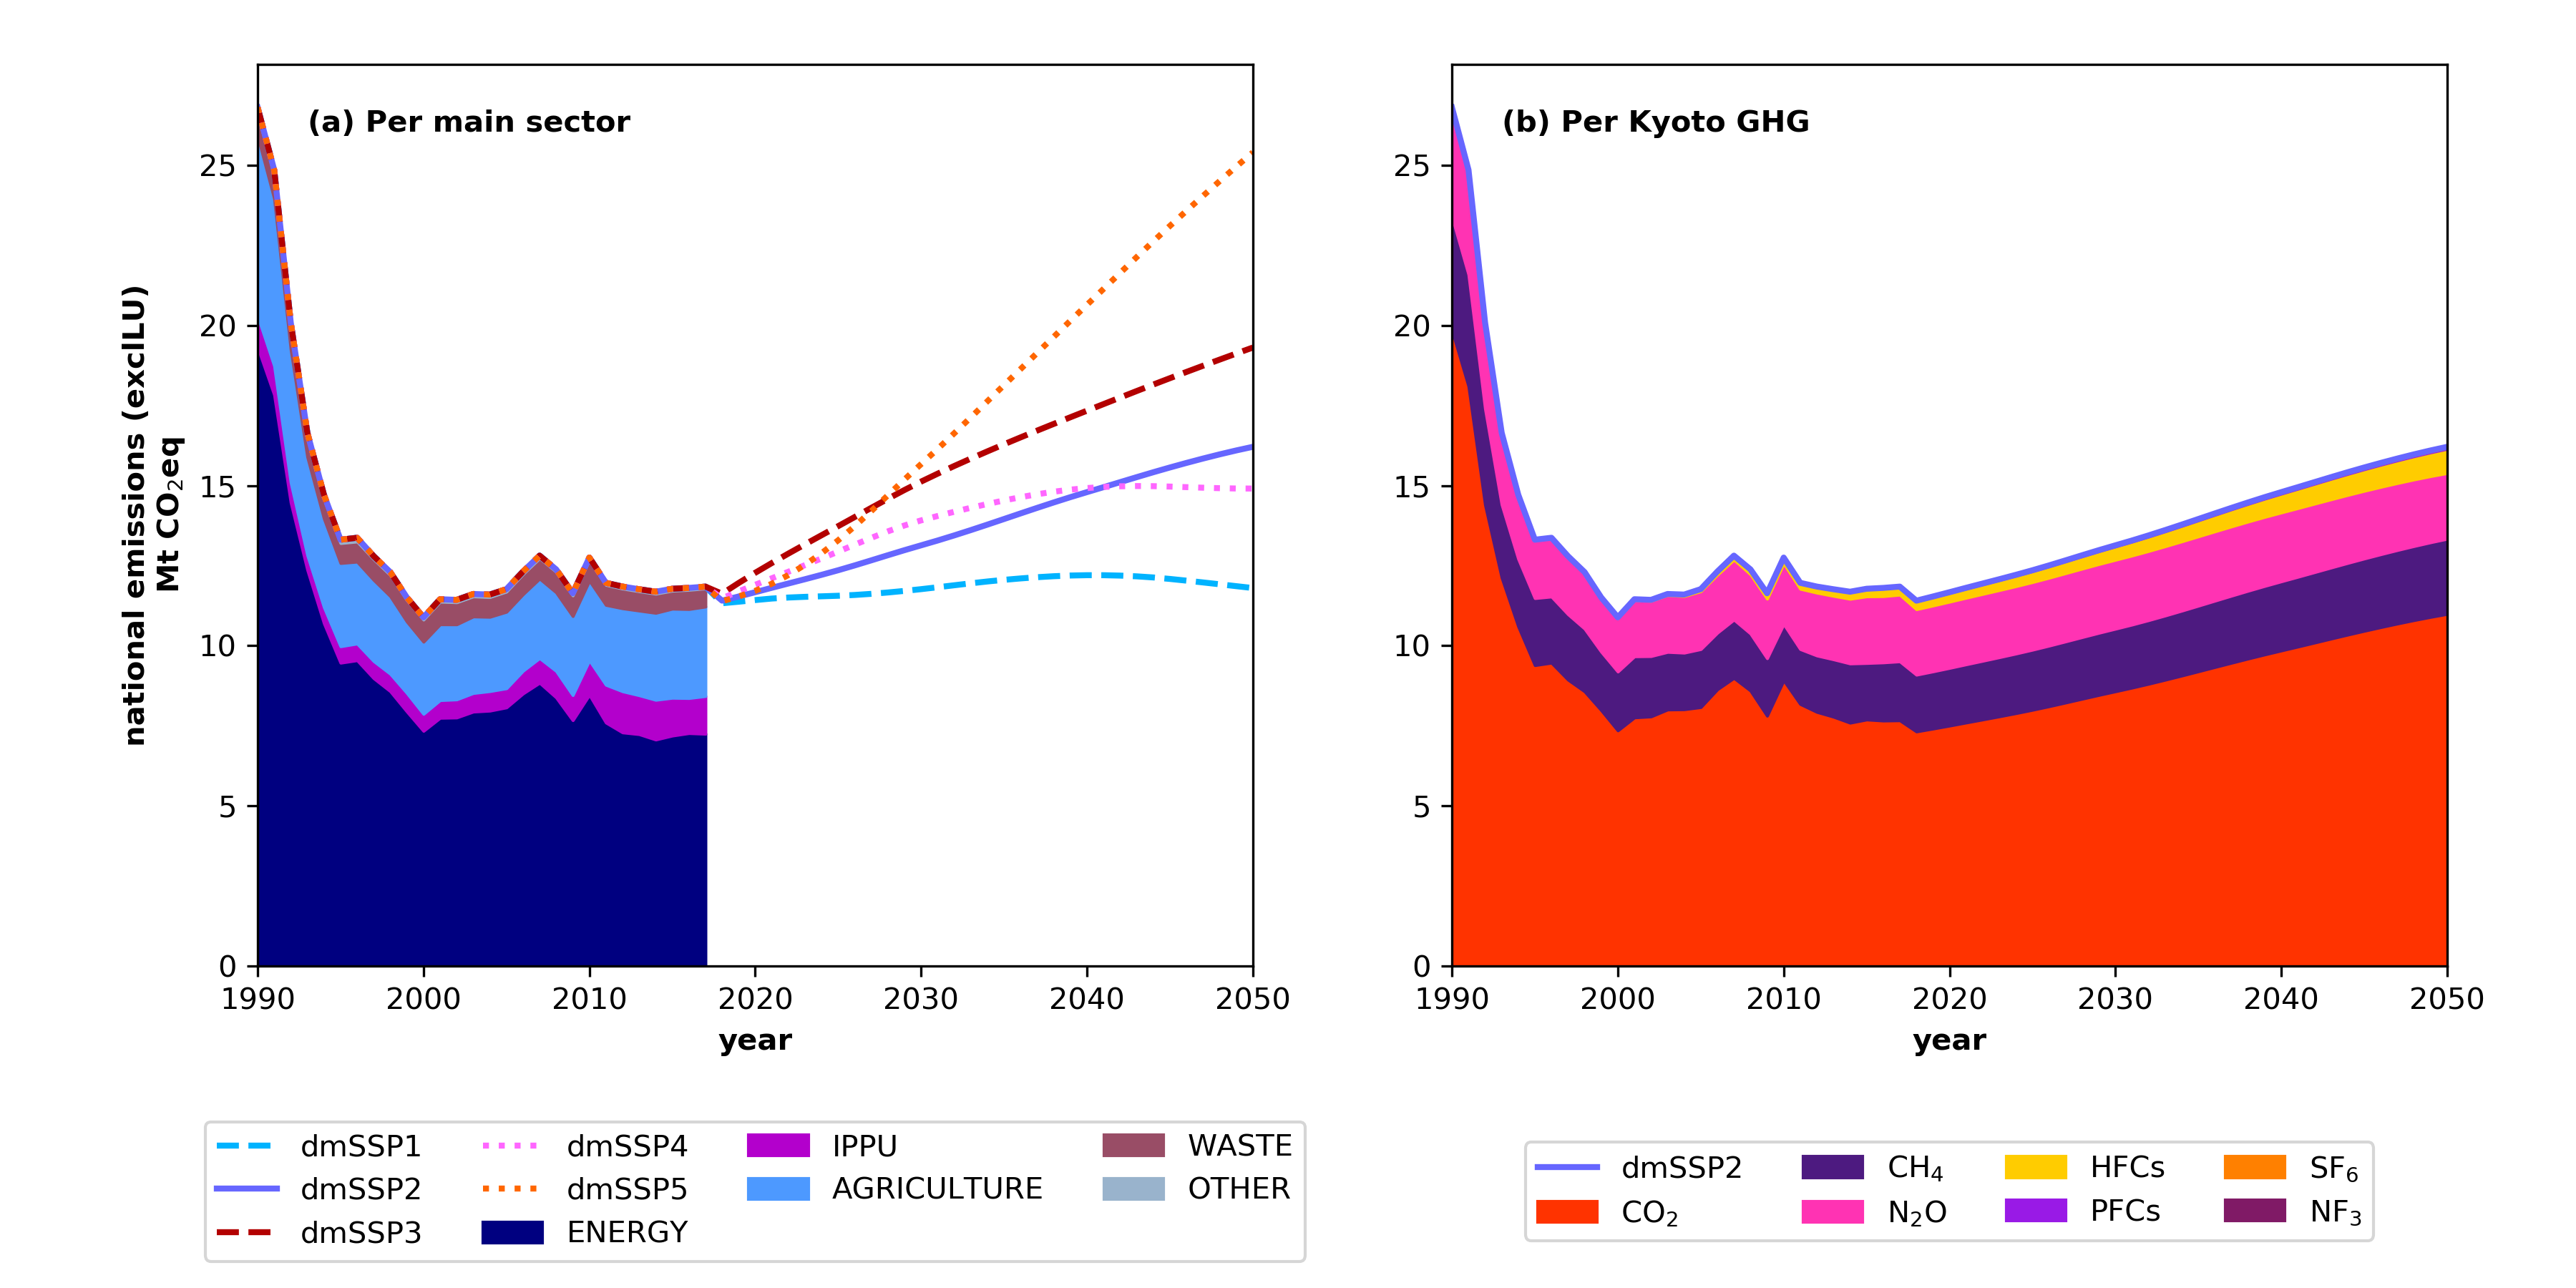 (a) Per main sector
national emissions (exclLU)
Mt CO₂eq
25
20
15
10
5
0
1990 2000 2010 2020 2030 2040 2050
year
dmSSP1 dmSSP4 IPPU WASTE
dmSSP2 dmSSP5 AGRICULTURE OTHER
dmSSP3 ENERGY
(b) Per Kyoto GHG
25
20
15
10
5
0
1990 2000 2010 2020 2030 2040 2050
year
dmSSP2 CH₄ HFCs SF₆
CO₂ N₂O PFCs NF₃